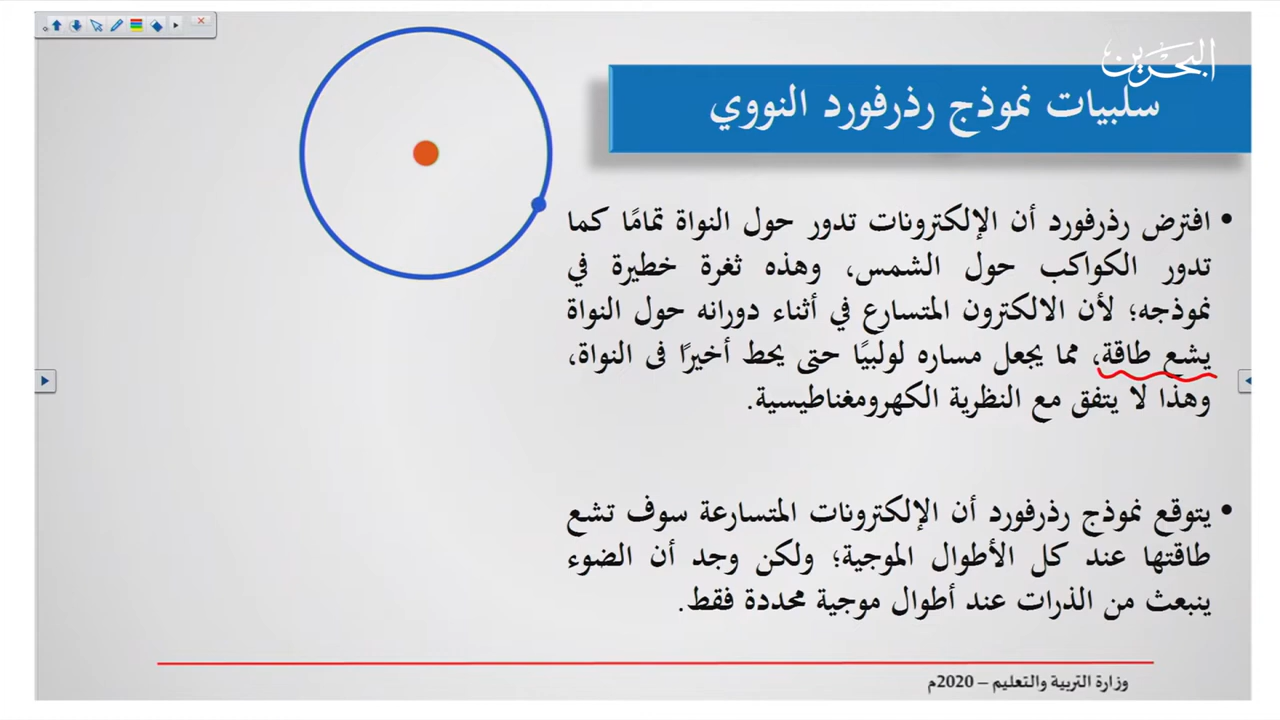 البحرين
سلبيات نموذج رذرفورد النووي
• افترض رذرفورد أن الإلكترونات تدور حول النواة تمامًا كما
تدور الكواكب حول الشمس، وهذه ثغرة خطيرة في
نموذجه؛ لأن الالكترون المتسارع في أثناء دورانه حول النواة
يشع طاقة، مما يجعل مساره لولبيًا حتى يحط أخيرًا فى النواة،
وهذا لا يتفق مع النظرية الكهرومغناطيسية.
• يتوقع نموذج رذرفورد أن الإلكترونات المتسارعة سوف تشع
طاقتها عند كل الأطوال الموجية؛ ولكن وجد أن الضوء
ينبعث من الذرات عند أطوال موجية محددة فقط.
وزارة التربية والتعليم – 2020م